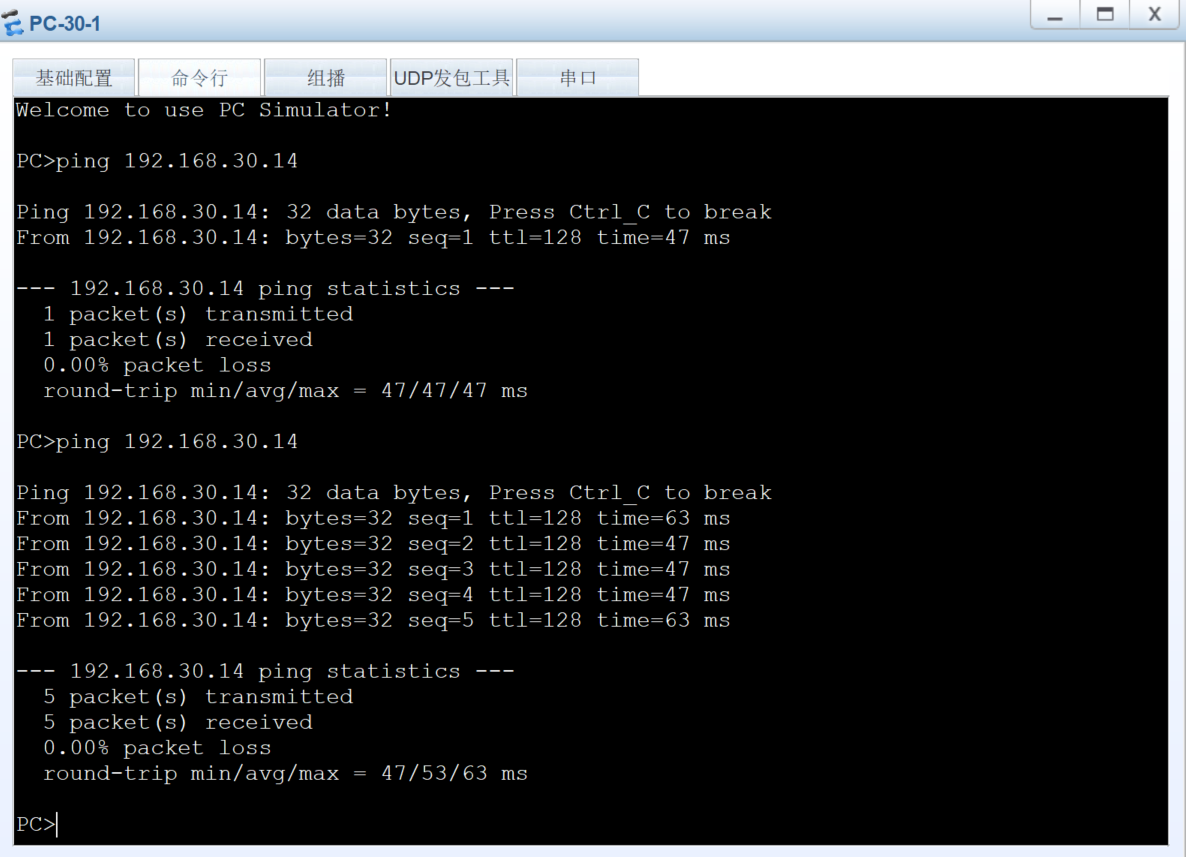 PC-30-1
基础配置 命令行 组播 UDP发包工具 串口
Welcome to use PC Simulator!
PC>ping 192.168.30.14
Ping 192.168.30.14: 32 data bytes, Press Ctrl_C to break
From 192.168.30.14: bytes=32 seq=1 ttl=128 time=47 ms
--- 192.168.30.14 ping statistics ---
1 packet(s) transmitted
1 packet(s) received
0.00% packet loss
round-trip min/avg/max = 47/47/47 ms
PC>ping 192.168.30.14
Ping 192.168.30.14: 32 data bytes, Press Ctrl_C to break
From 192.168.30.14: bytes=32 seq=1 ttl=128 time=63 ms
From 192.168.30.14: bytes=32 seq=2 ttl=128 time=47 ms
From 192.168.30.14: bytes=32 seq=3 ttl=128 time=47 ms
From 192.168.30.14: bytes=32 seq=4 ttl=128 time=47 ms
From 192.168.30.14: bytes=32 seq=5 ttl=128 time=63 ms
--- 192.168.30.14 ping statistics ---
5 packet(s) transmitted
5 packet(s) received
0.00% packet loss
round-trip min/avg/max = 47/53/63 ms
PC>